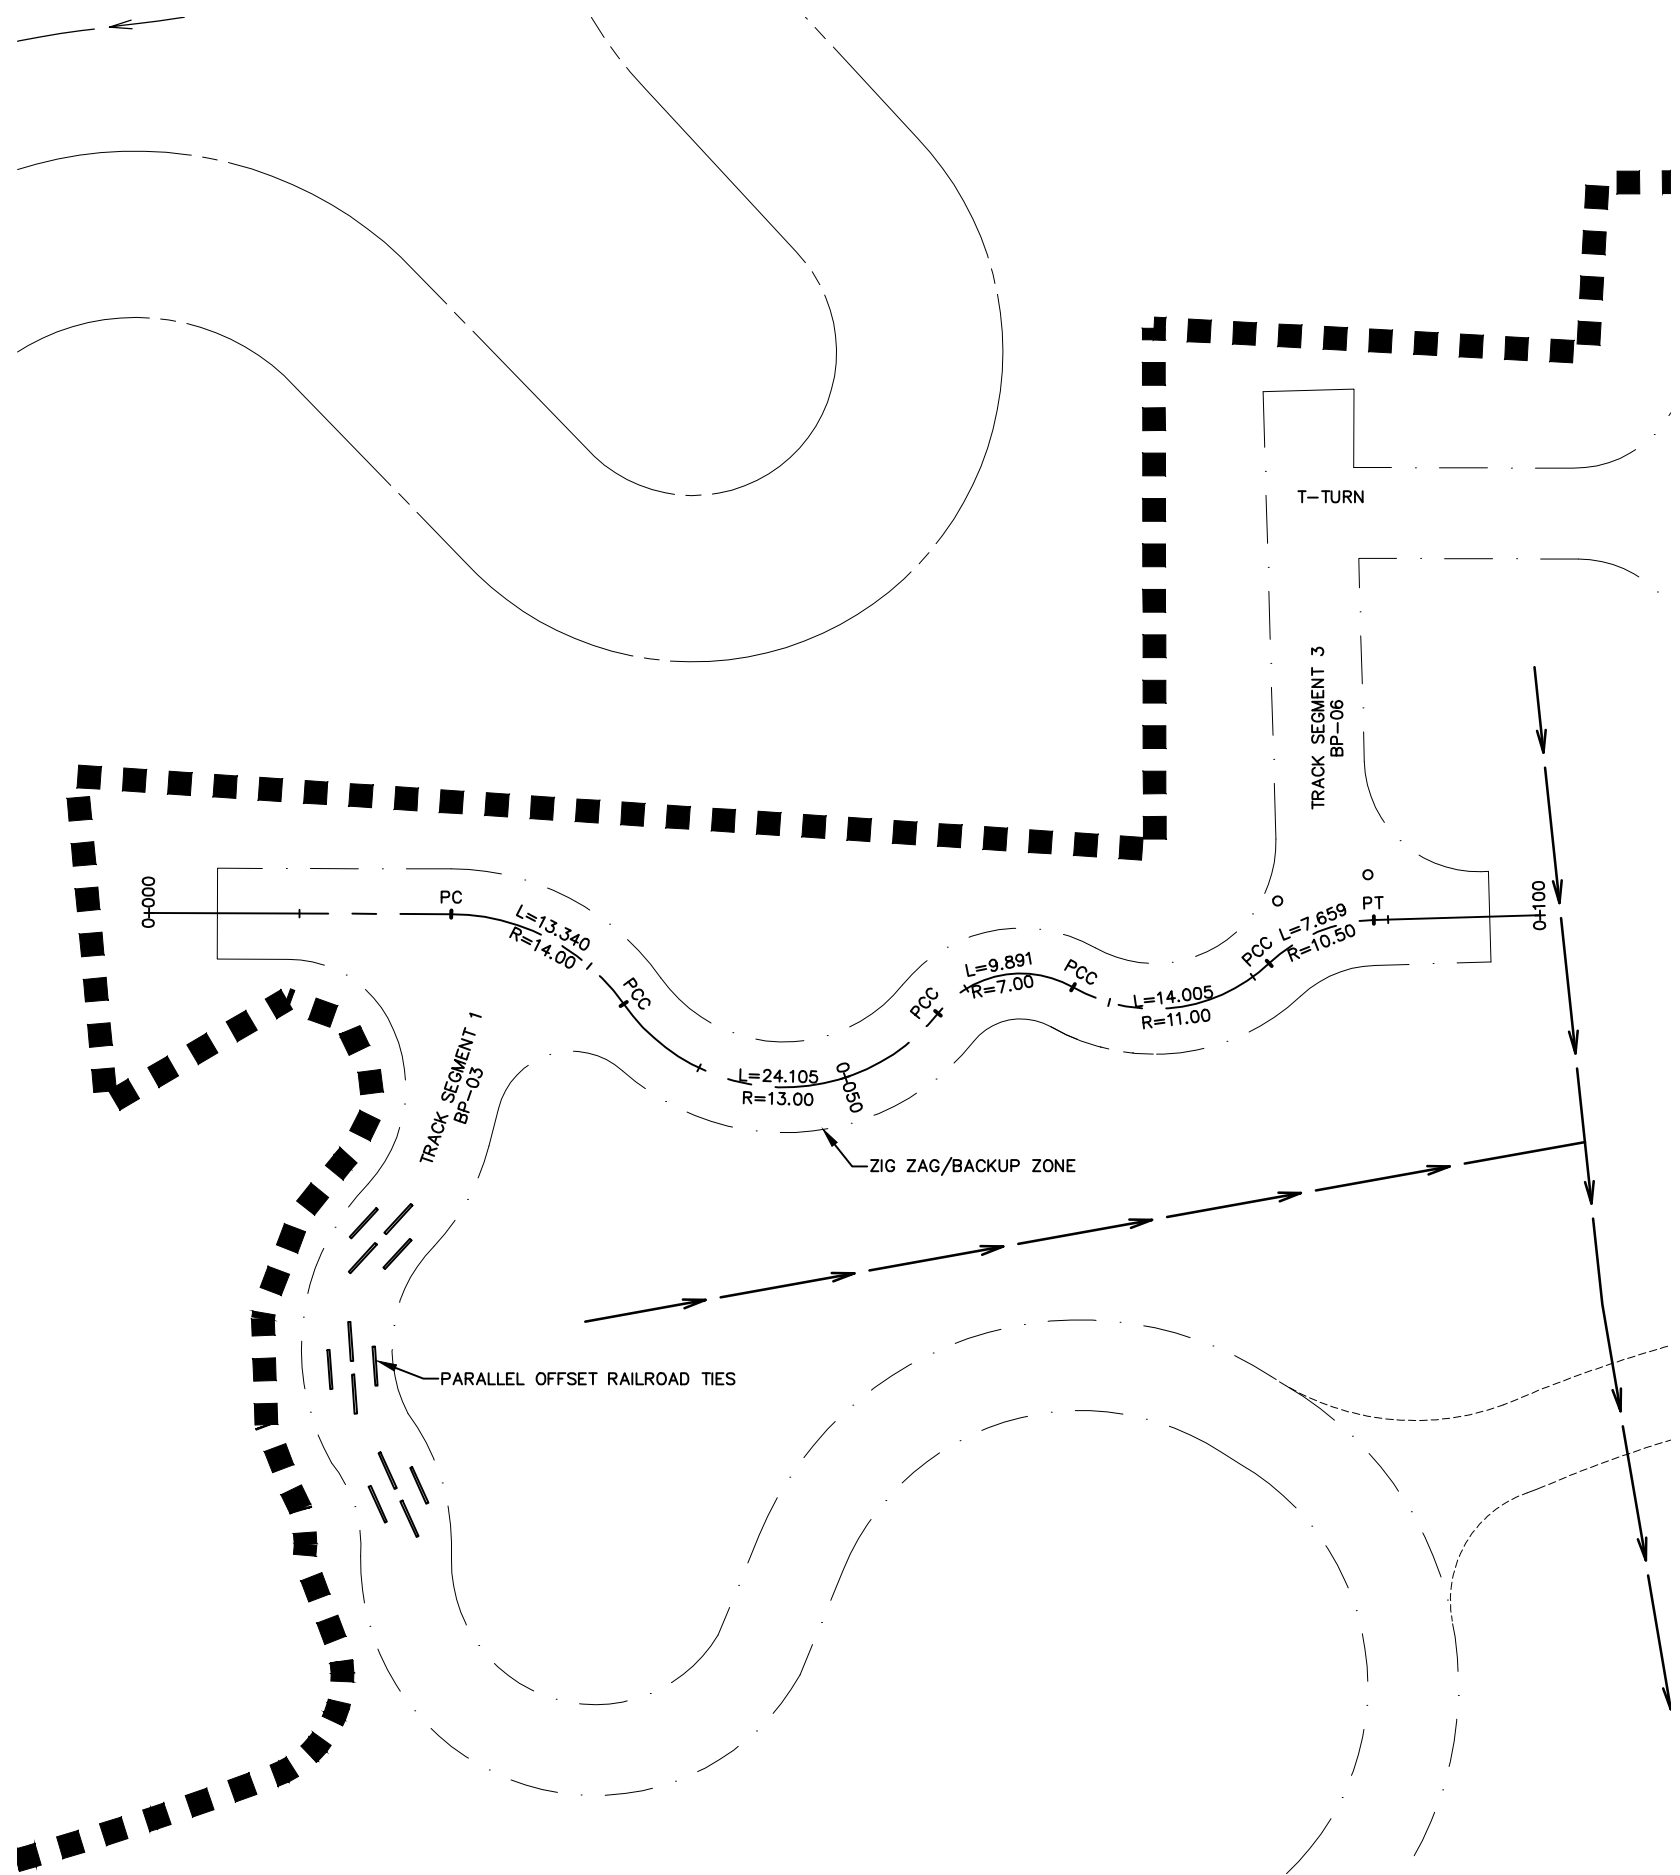 T-TURN
TRACK SEGMENT 3
BP-06
0-000
PC
L=13.340
R=14.00
PCC
L=24.105
R=13.00
0-050
PCC
L=9.891
R=7.00
PCC
L=14.005
R=11.00
PCC
L=7.659
R=10.50
PT
0-100
TRACK SEGMENT 1
BP-03
ZIG ZAG/BACKUP ZONE
PARALLEL OFFSET RAILROAD TIES